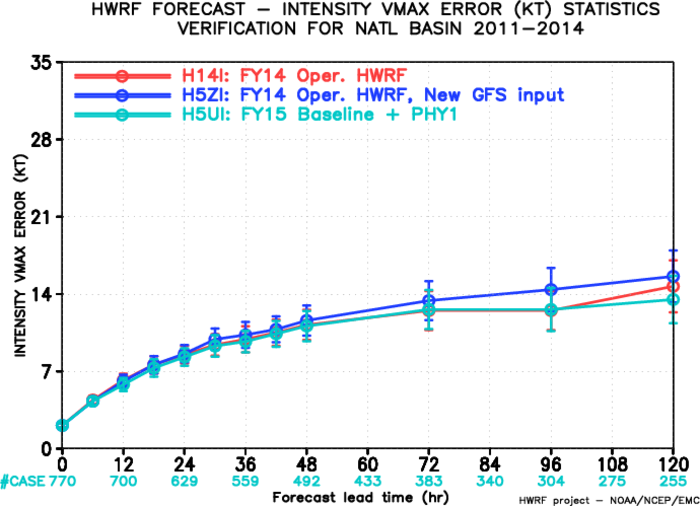 HWRF FORECAST – INTENSITY VMAX ERROR (KT) STATISTICS
VERIFICATION FOR NATL BASIN 2011–2014
H14I: FY14 Oper. HWRF
H5ZI: FY14 Oper. HWRF, New GFS input
H5UI: FY15 Baseline + PHY1
INTENSITY VMAX ERROR (KT)
35
28
21
14
7
0
0 12 24 36 48 60 72 84 96 108 120
#CASE 770 700 629 559 492 433 383 340 304 275 255
Forecast lead time (hr)
HWRF project – NOAA/NCEP/EMC